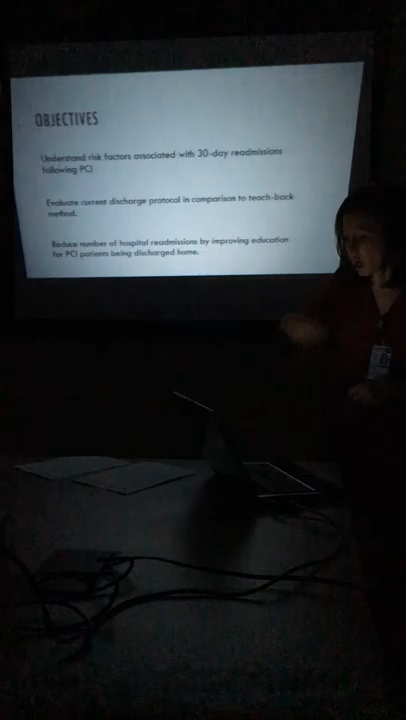 OBJECTIVES
Understand risk factors associated with 30-day readmissions
following PCI
Evaluate current discharge protocal in comparison to teach-back
method.
Reduce number of hospital readmissions by improving education
for PCI patients being discharged home.